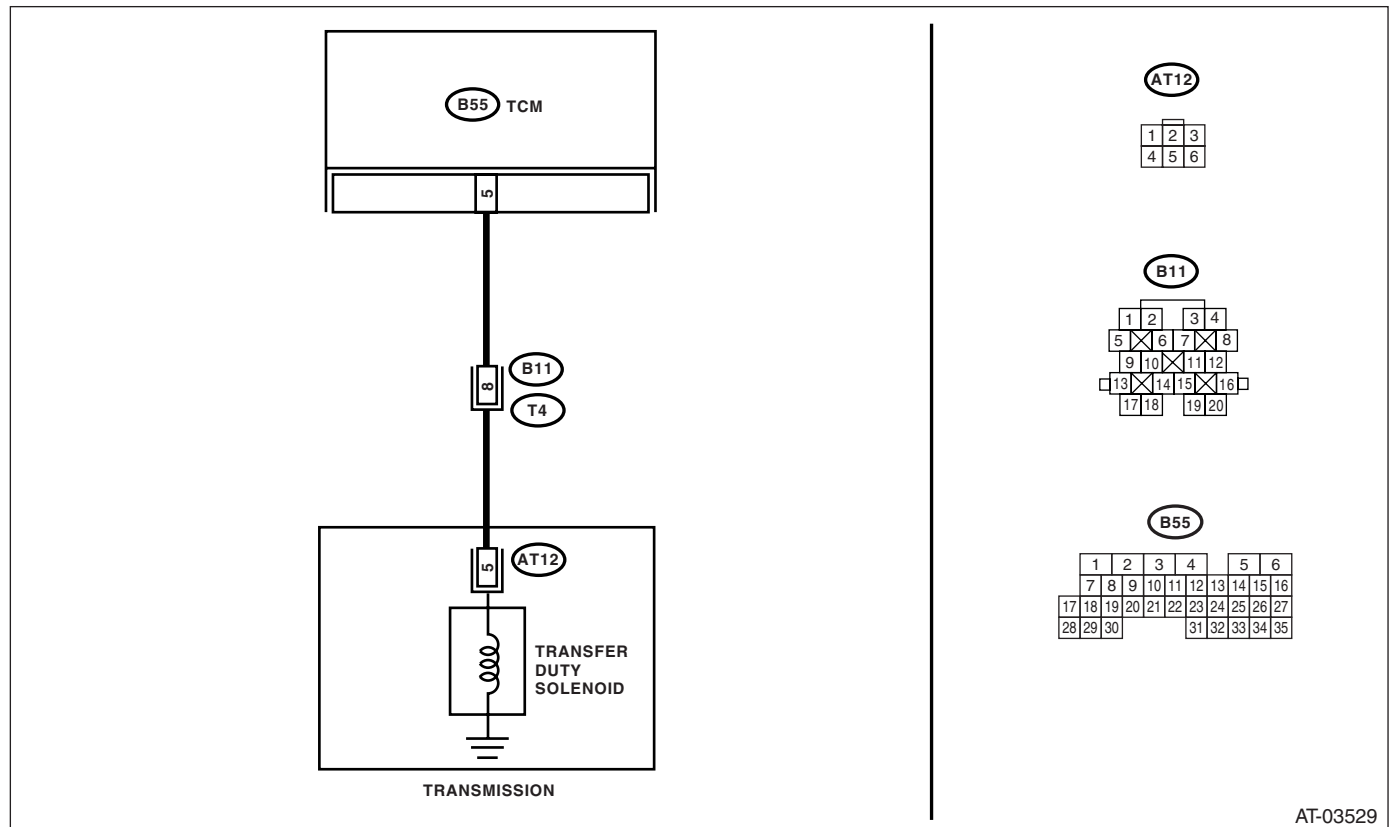 B55 TCM
5
8
B11
T4
5
AT12
TRANSFER
DUTY
SOLENOID
TRANSMISSION
AT12
1 2 3
4 5 6
B11
1 2 3 4
5 6 7 8
9 10 11 12
13 14 15 16
17 18 19 20
B55
1 2 3 4 5 6
7 8 9 10 11 12 13 14 15 16
17 18 19 20 21 22 23 24 25 26 27
28 29 30 31 32 33 34 35
AT-03529